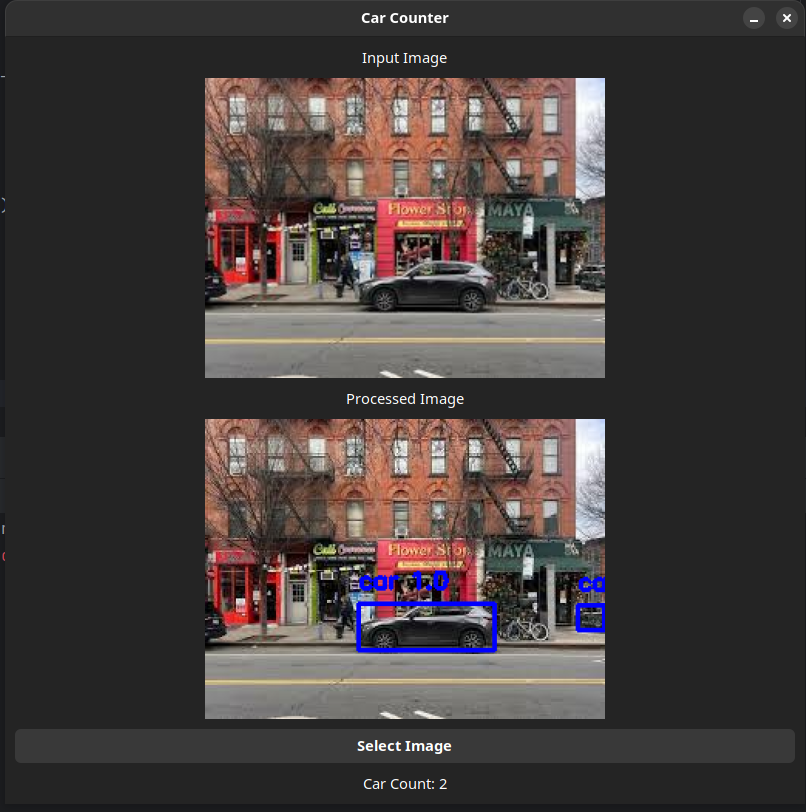 Car Counter
Input Image
Flower Shop
MAYA
Processed Image
Flower Shop
MAYA
car 1.0
ca
Select Image
Car Count: 2